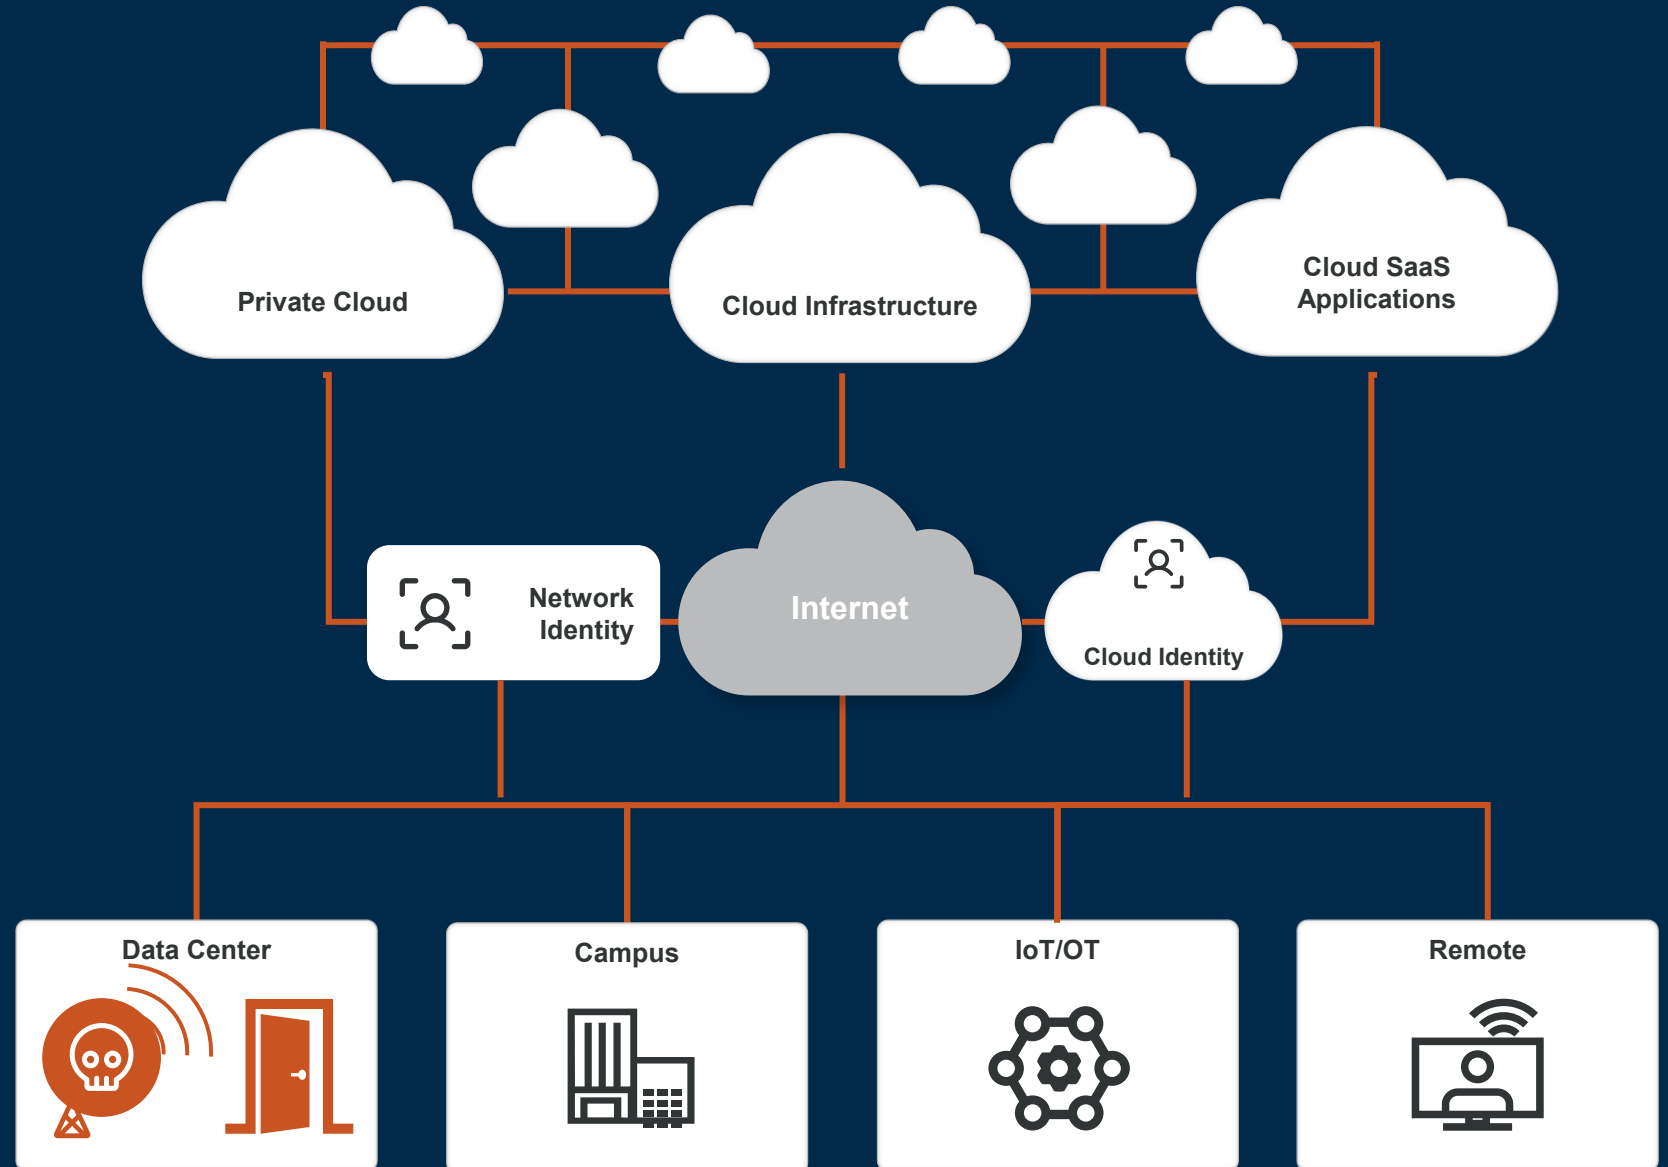 Private Cloud
Cloud Infrastructure
Cloud SaaS
Applications
Network
Identity
Internet
Cloud Identity
Data Center
Campus
IoT/OT
Remote